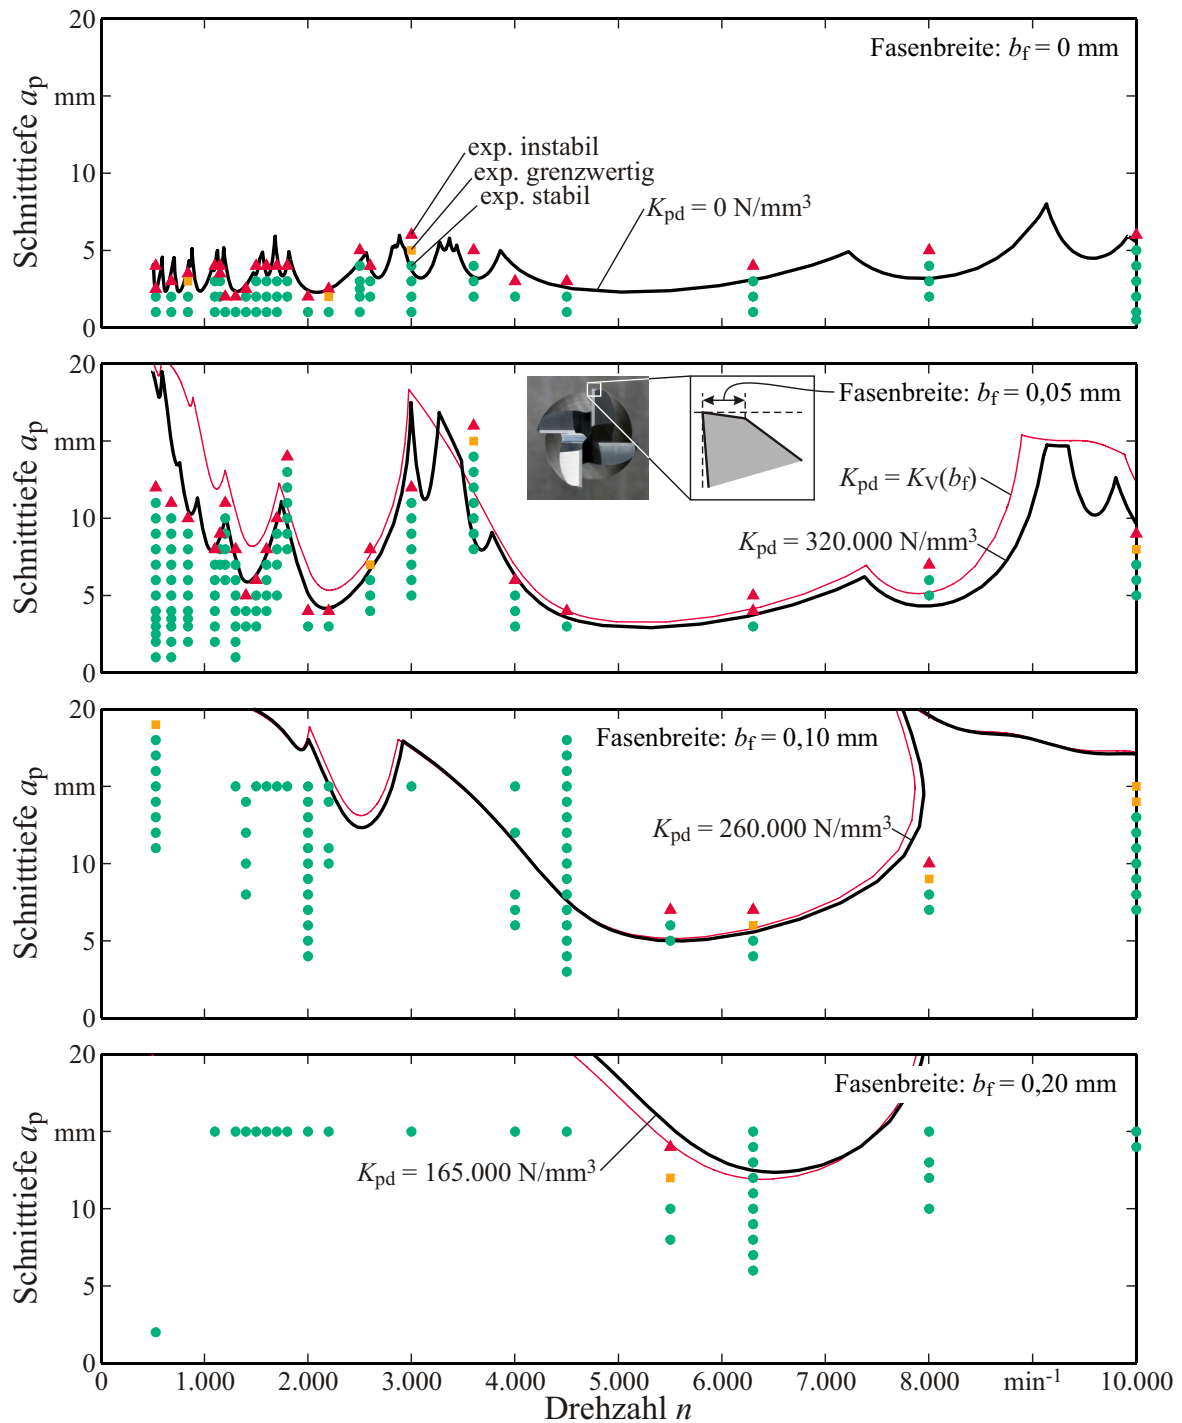 20
Fasenbreite: bf = 0 mm
mm
Schnitttiefe ap
10
exp. instabil
exp. grenzwertig
exp. stabil
Kpd = 0 N/mm³
5
0
20
Fasenbreite: bf = 0,05 mm
mm
Schnitttiefe ap
Kpd = KV(bf)
10
Kpd = 320.000 N/mm³
5
0
20
Fasenbreite: bf = 0,10 mm
mm
Schnitttiefe ap
Kpd = 260.000 N/mm³
10
5
0
20
Fasenbreite: bf = 0,20 mm
mm
Schnitttiefe ap
Kpd = 165.000 N/mm³
10
5
0
0 1.000 2.000 3.000 4.000 5.000 6.000 7.000 8.000 min⁻¹ 10.000
Drehzahl n